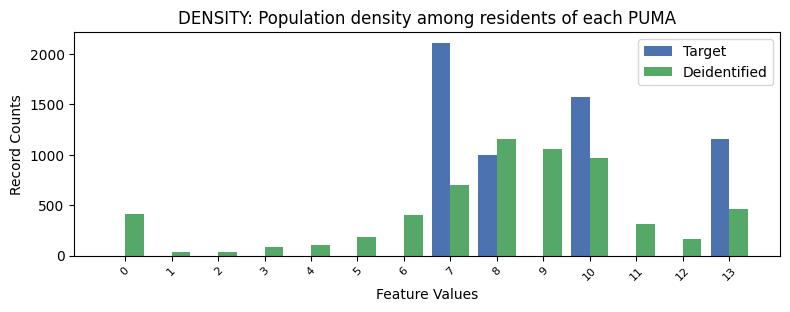 DENSITY: Population density among residents of each PUMA
Target
Deidentified
Record Counts
2000
1500
1000
500
0
0 1 2 3 4 5 6 7 8 9 10 11 12 13
Feature Values